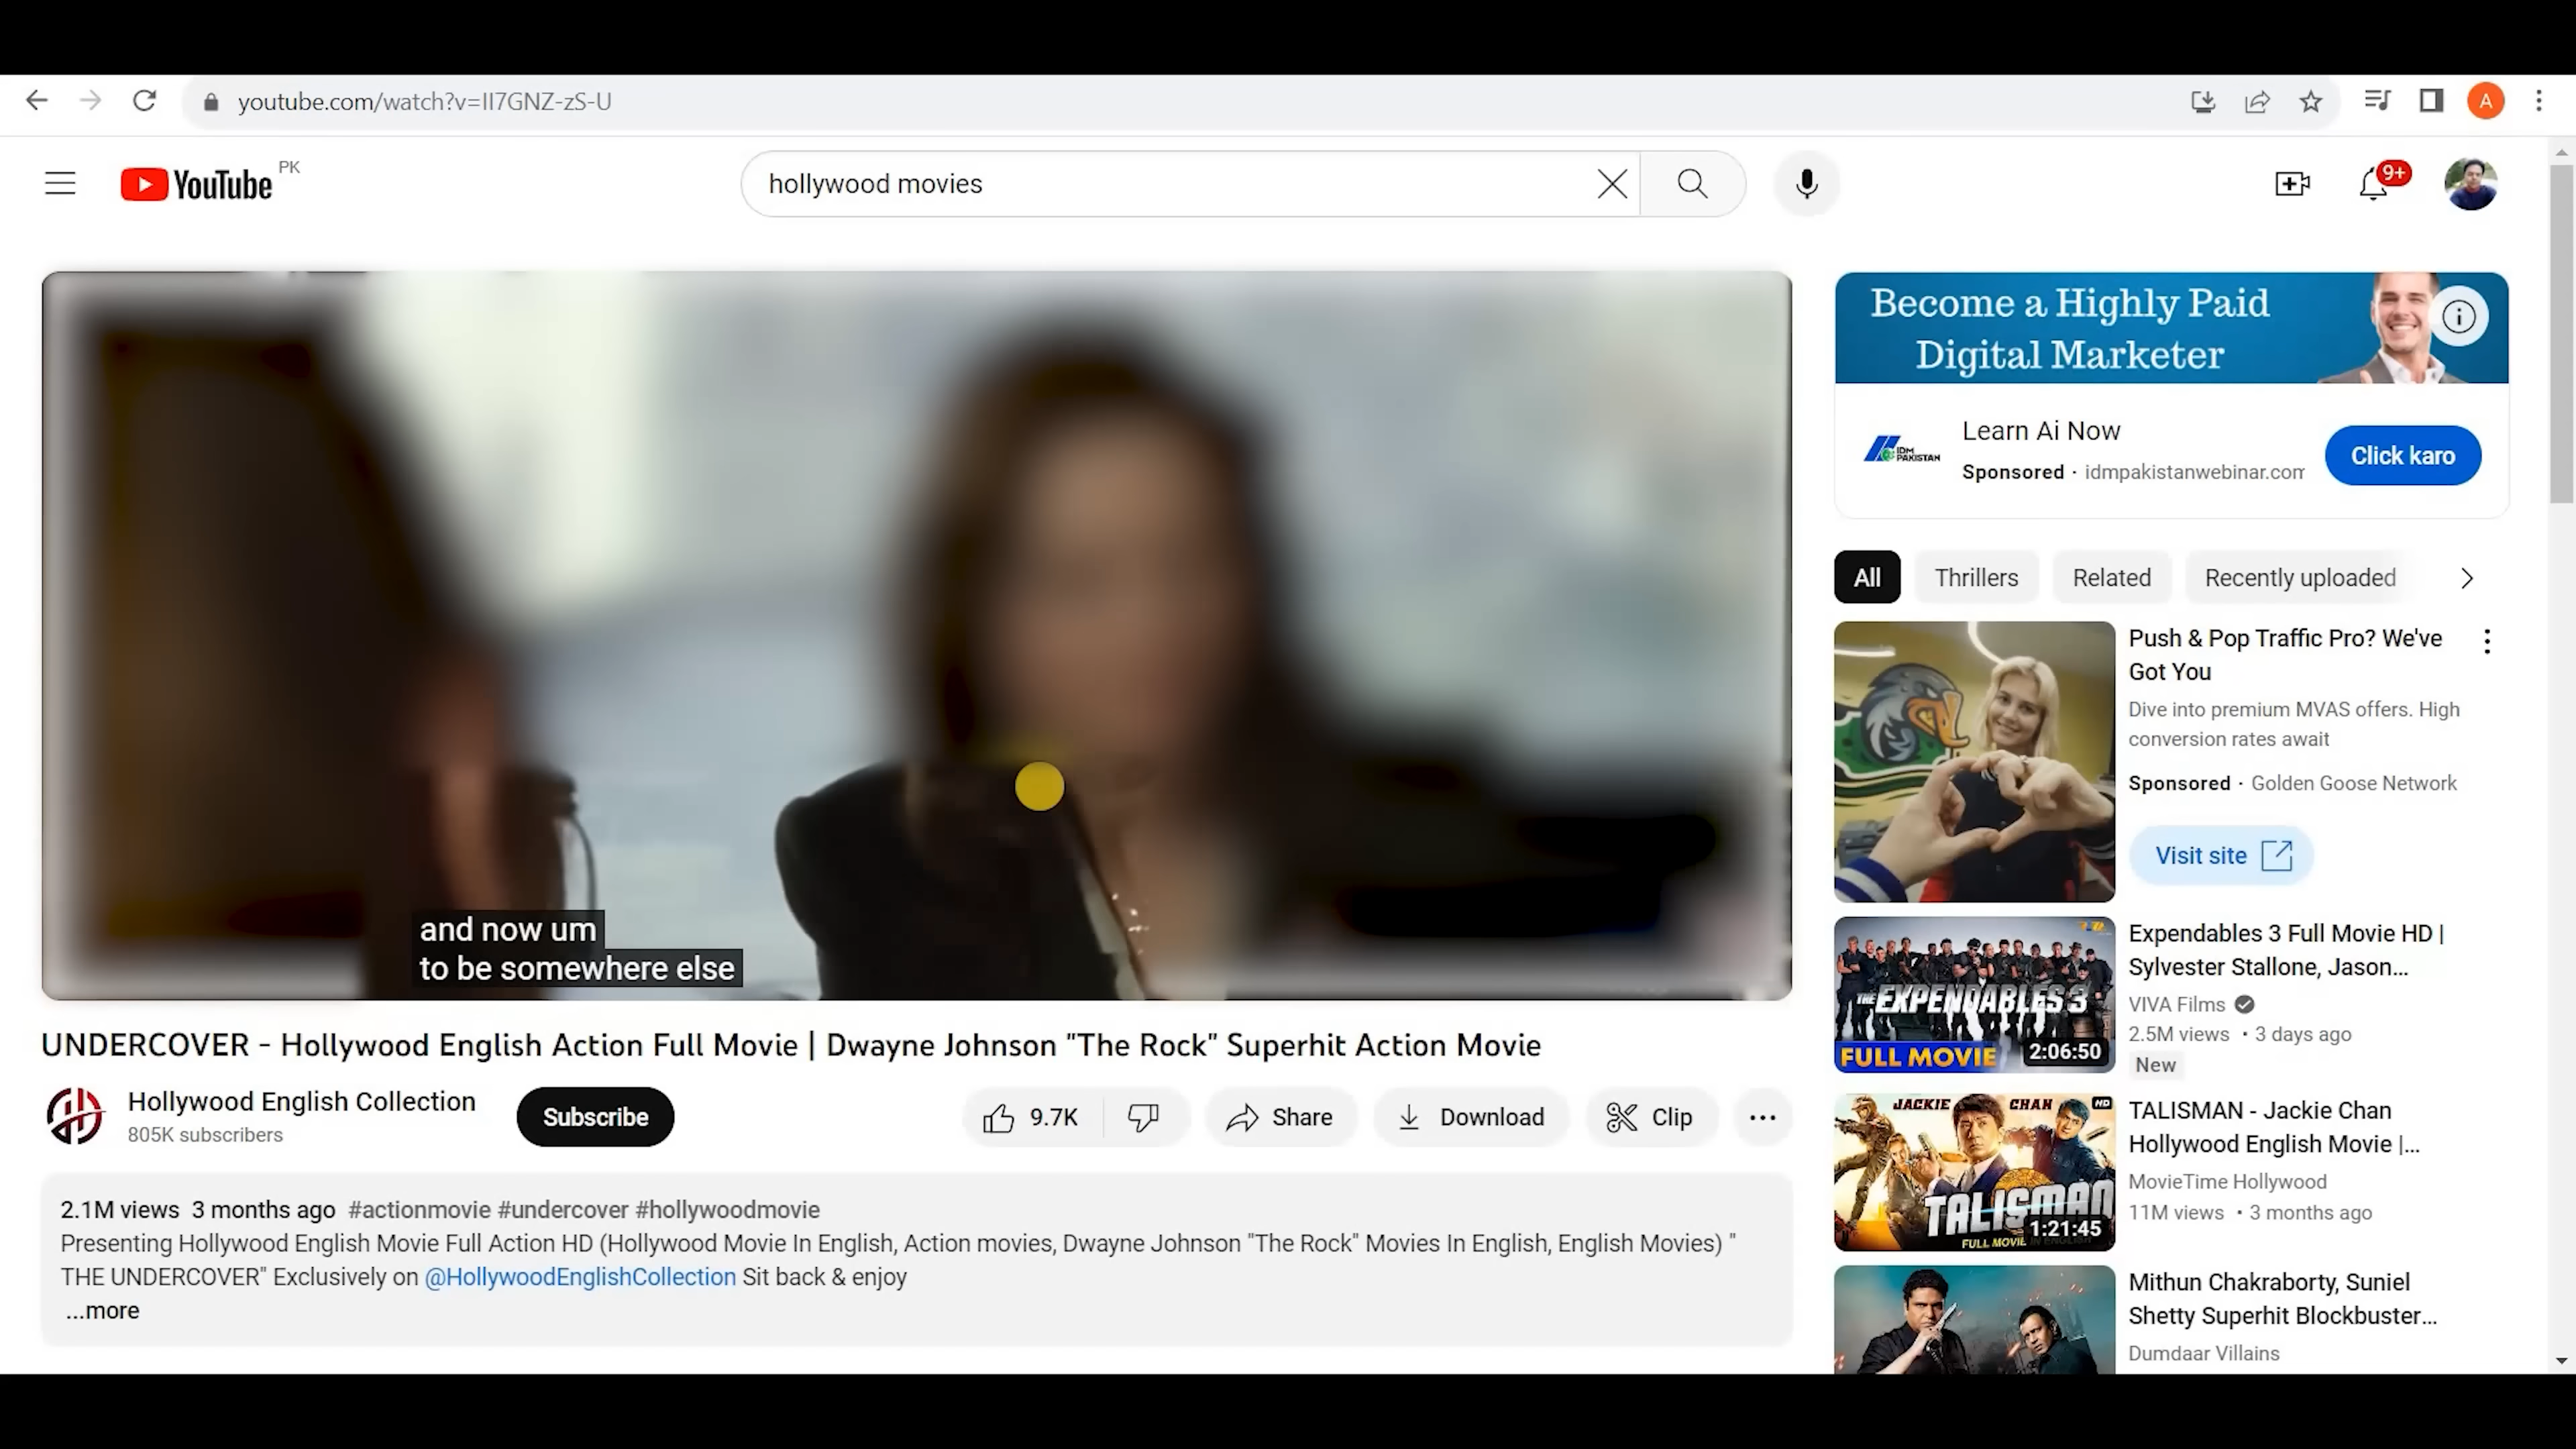 youtube.com/watch?v=II7GNZ-zS-U
A
YouTube PK
hollywood movies
9+
and now um
to be somewhere else
UNDERCOVER - Hollywood English Action Full Movie | Dwayne Johnson "The Rock" Superhit Action Movie
Hollywood English Collection
805K subscribers
Subscribe
9.7K
Share
Download
Clip
2.1M views 3 months ago #actionmovie #undercover #hollywoodmovie
Presenting Hollywood English Movie Full Action HD (Hollywood Movie In English, Action movies, Dwayne Johnson "The Rock" Movies In English, English Movies) "
THE UNDERCOVER" Exclusively on @HollywoodEnglishCollection Sit back & enjoy
...more
Become a Highly Paid
Digital Marketer
IDM
PAKISTAN
Learn Ai Now
Sponsored · idmpakistanwebinar.com
Click karo
All
Thrillers
Related
Recently uploaded
Push & Pop Traffic Pro? We've
Got You
Dive into premium MVAS offers. High
conversion rates await
Sponsored · Golden Goose Network
Visit site
THE EXPENDABLES 3
FULL MOVIE
2:06:50
Expendables 3 Full Movie HD |
Sylvester Stallone, Jason...
VIVA Films
2.5M views • 3 days ago
New
JACKIE CHAN HD
TALISMAN
FULL MOVIE IN ENGLISH
1:21:45
TALISMAN - Jackie Chan
Hollywood English Movie |...
MovieTime Hollywood
11M views • 3 months ago
Mithun Chakraborty, Suniel
Shetty Superhit Blockbuster...
Dumdaar Villains